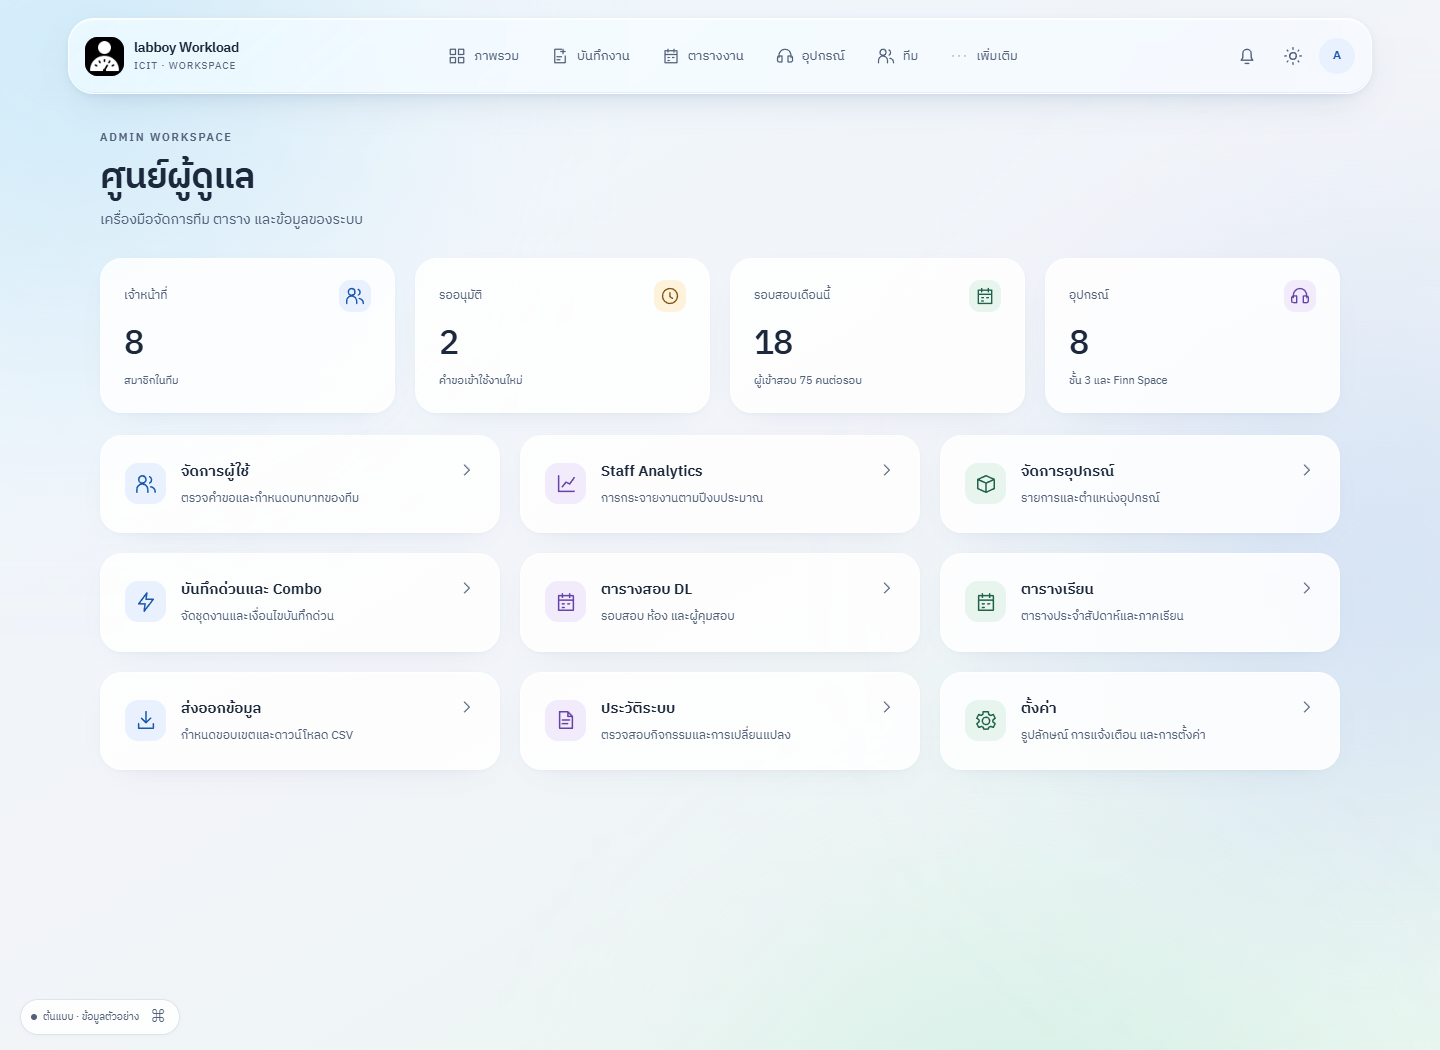 labboy Workload
ICIT · WORKSPACE
ภาพรวม
บันทึกงาน
ตารางงาน
อุปกรณ์
ทีม
เพิ่มเติม
A
ADMIN WORKSPACE
ศูนย์ผู้ดูแล
เครื่องมือจัดการทีม ตาราง และข้อมูลของระบบ
เจ้าหน้าที่
8
สมาชิกในทีม
รออนุมัติ
2
คำขอเข้าใช้งานใหม่
รอบสอบเดือนนี้
18
ผู้เข้าสอบ 75 คนต่อรอบ
อุปกรณ์
8
ชั้น 3 และ Finn Space
จัดการผู้ใช้
ตรวจคำขอและกำหนดบทบาทของทีม
Staff Analytics
การกระจายงานตามปีงบประมาณ
จัดการอุปกรณ์
รายการและตำแหน่งอุปกรณ์
บันทึกด่วนและ Combo
จัดชุดงานและเงื่อนไขบันทึกด่วน
ตารางสอบ DL
รอบสอบ ห้อง และผู้คุมสอบ
ตารางเรียน
ตารางประจำสัปดาห์และภาคเรียน
ส่งออกข้อมูล
กำหนดขอบเขตและดาวน์โหลด CSV
ประวัติระบบ
ตรวจสอบกิจกรรมและการเปลี่ยนแปลง
ตั้งค่า
รูปลักษณ์ การแจ้งเตือน และการตั้งค่า
ต้นแบบ · ข้อมูลตัวอย่าง ⌘